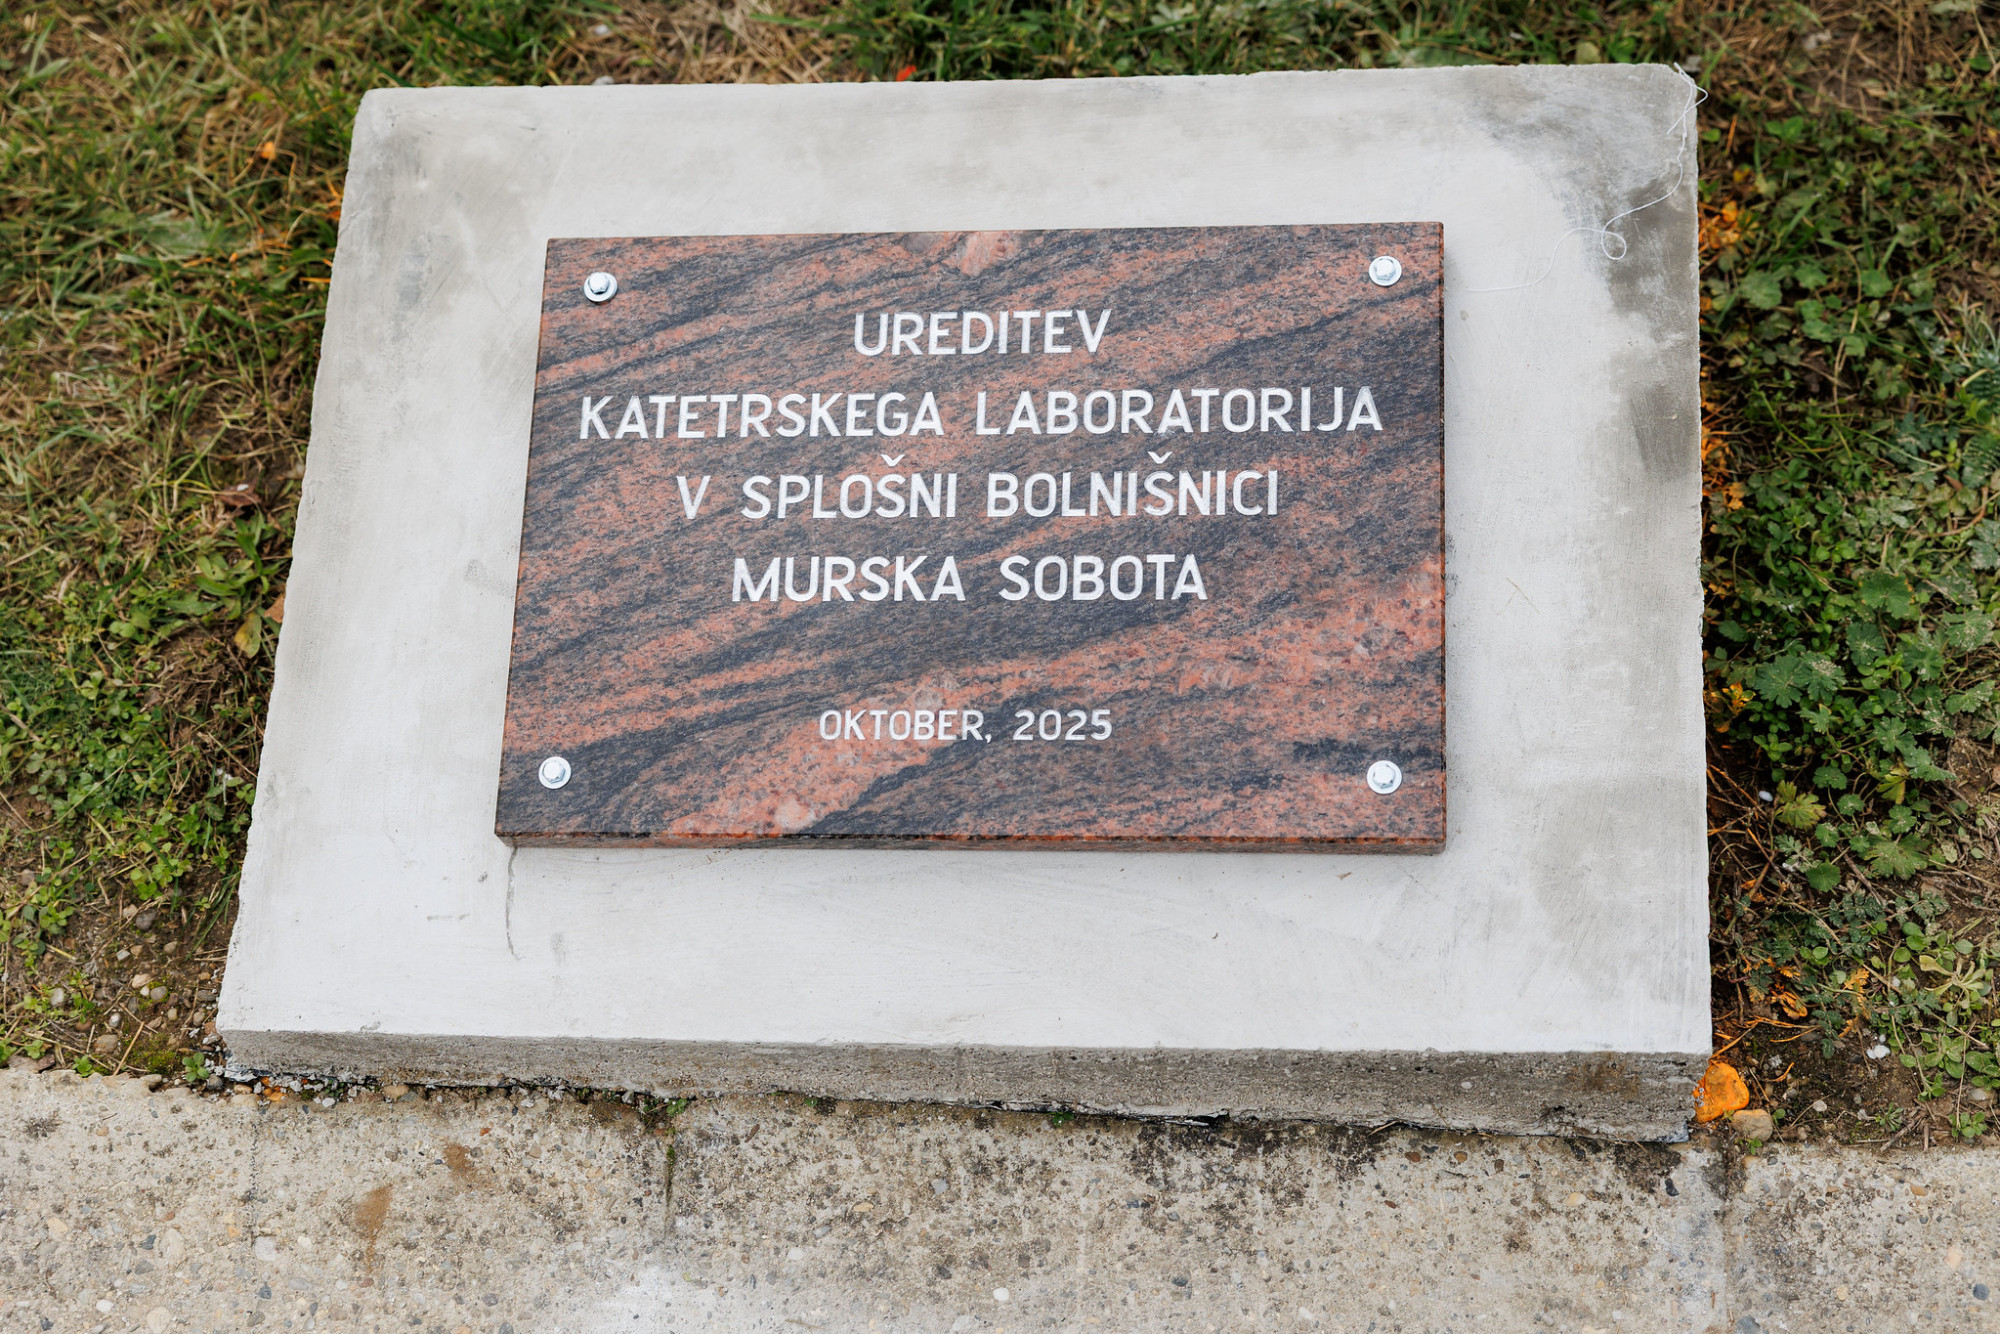 UREDITEV
KATETRSKEGA LABORATORIJA
V SPLOŠNI BOLNIŠNICI
MURSKA SOBOTA
OKTOBER, 2025